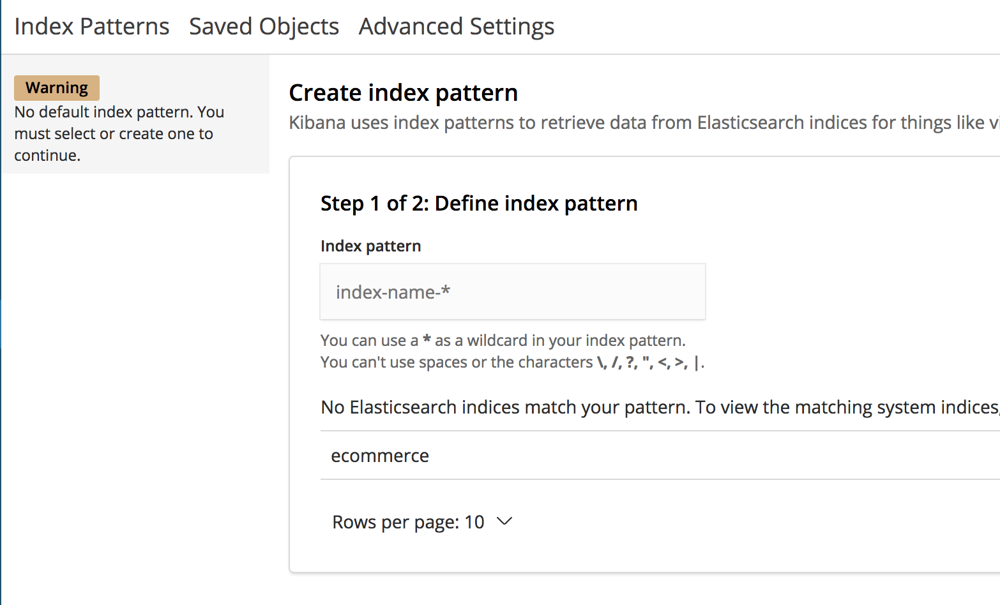 Index Patterns Saved Objects Advanced Settings
Warning
No default index pattern. You
must select or create one to
continue.
Create index pattern
Kibana uses index patterns to retrieve data from Elasticsearch indices for things like
Step 1 of 2: Define index pattern
Index pattern
index-name-*
You can use a * as a wildcard in your index pattern.
You can't use spaces or the characters \, /, ?, ", <, >, |.
No Elasticsearch indices match your pattern. To view the matching system indices,
ecommerce
Rows per page: 10